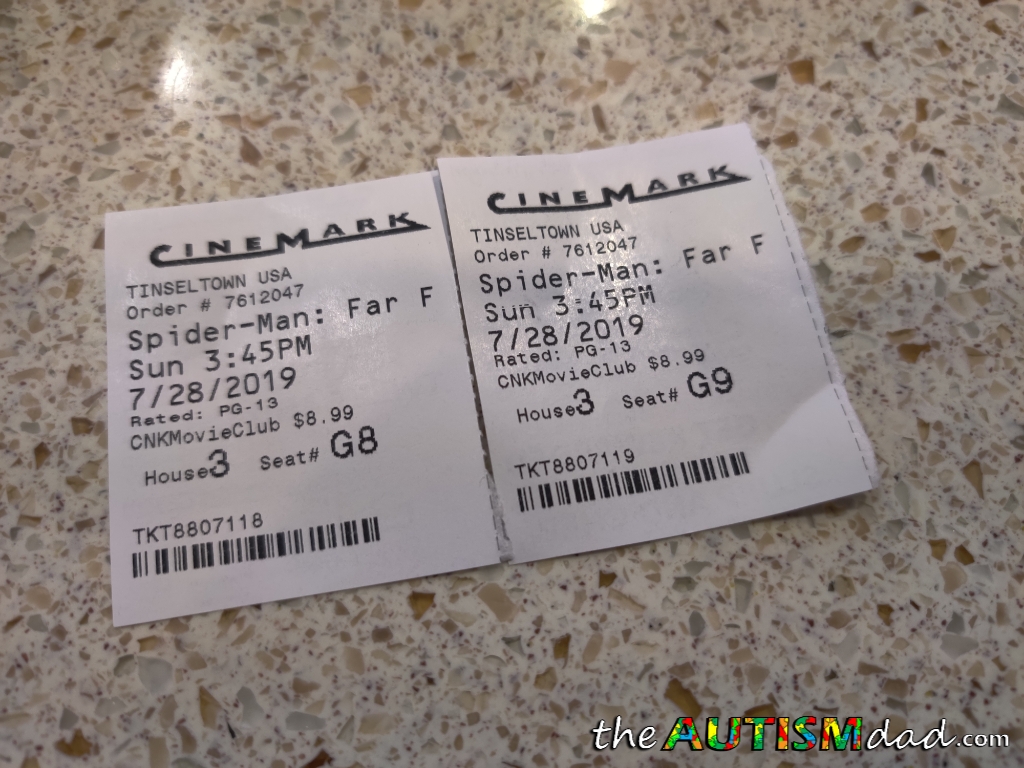 CINEMARK
TINSELTOWN USA
Order # 7612047
Spider-Man: Far F
Sun 3:45PM
7/28/2019
Rated: PG-13
CNKMovieClub $8.99
House3 Seat# G8
TKT8807118
CINEMARK
TINSELTOWN USA
Order # 7612047
Spider-Man: Far F
Sun 3:45PM
7/28/2019
Rated: PG-13
CNKMovieClub $8.99
House3 Seat# G9
TKT8807119
theAUTISMdad.com